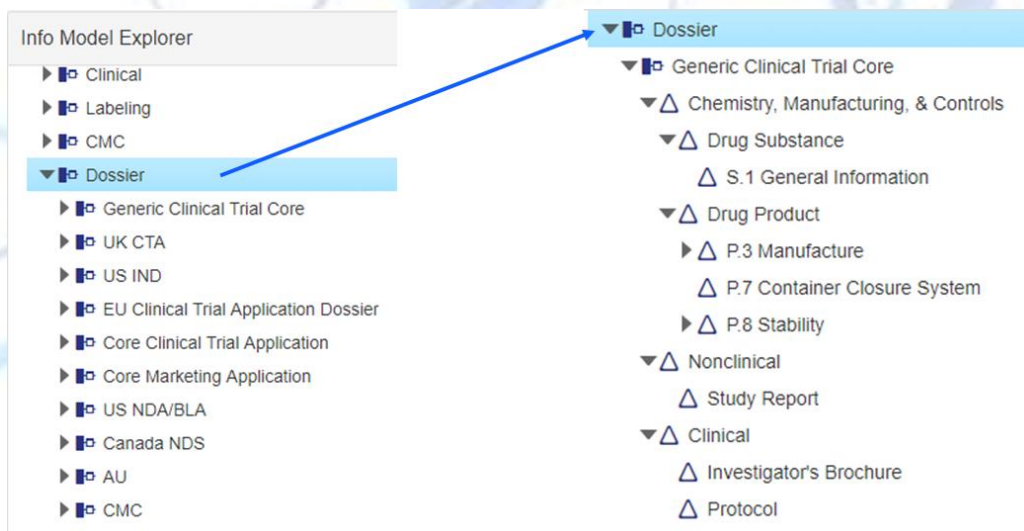 Info Model Explorer
Clinical
Labeling
CMC
Dossier
Generic Clinical Trial Core
UK CTA
US IND
EU Clinical Trial Application Dossier
Core Clinical Trial Application
Core Marketing Application
US NDA/BLA
Canada NDS
AU
CMC
Dossier
Generic Clinical Trial Core
Chemistry, Manufacturing, & Controls
Drug Substance
S.1 General Information
Drug Product
P.3 Manufacture
P.7 Container Closure System
P.8 Stability
Nonclinical
Study Report
Clinical
Investigator's Brochure
Protocol